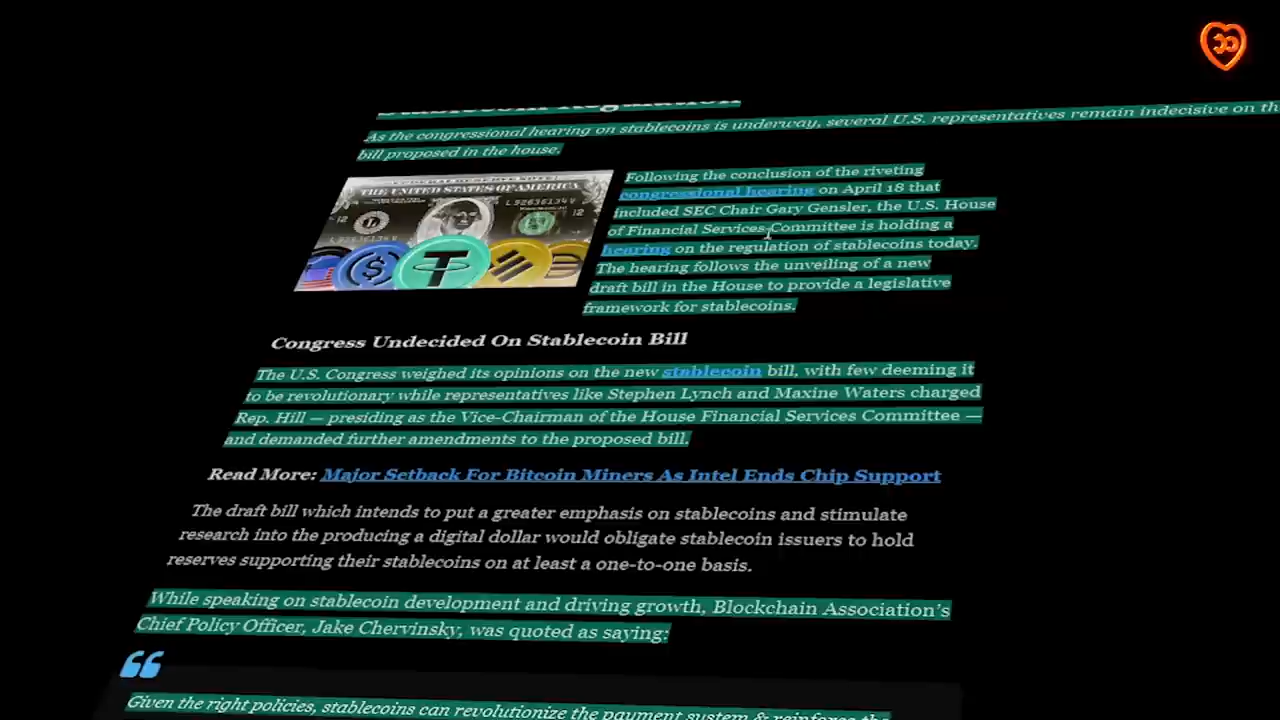 As the congressional hearing on stablecoins is underway, several U.S. representatives remain indecisive on the
bill proposed in the house.
THE UNITED STATES OF AMERICA
L 92636134 V
Following the conclusion of the riveting
congressional hearing on April 18 that
included SEC Chair Gary Gensler, the U.S. House
of Financial Services Committee is holding a
hearing on the regulation of stablecoins today.
The hearing follows the unveiling of a new
draft bill in the House to provide a legislative
framework for stablecoins.
Congress Undecided On Stablecoin Bill
The U.S. Congress weighed its opinions on the new stablecoin bill, with few deeming it
to be revolutionary while representatives like Stephen Lynch and Maxine Waters charged
Rep. Hill — presiding as the Vice-Chairman of the House Financial Services Committee —
and demanded further amendments to the proposed bill.
Read More: Major Setback For Bitcoin Miners As Intel Ends Chip Support
The draft bill which intends to put a greater emphasis on stablecoins and stimulate
research into the producing a digital dollar would obligate stablecoin issuers to hold
reserves supporting their stablecoins on at least a one-to-one basis.
While speaking on stablecoin development and driving growth, Blockchain Association's
Chief Policy Officer, Jake Chervinsky, was quoted as saying:
Given the right policies, stablecoins can revolutionize the payment system & reinforce the